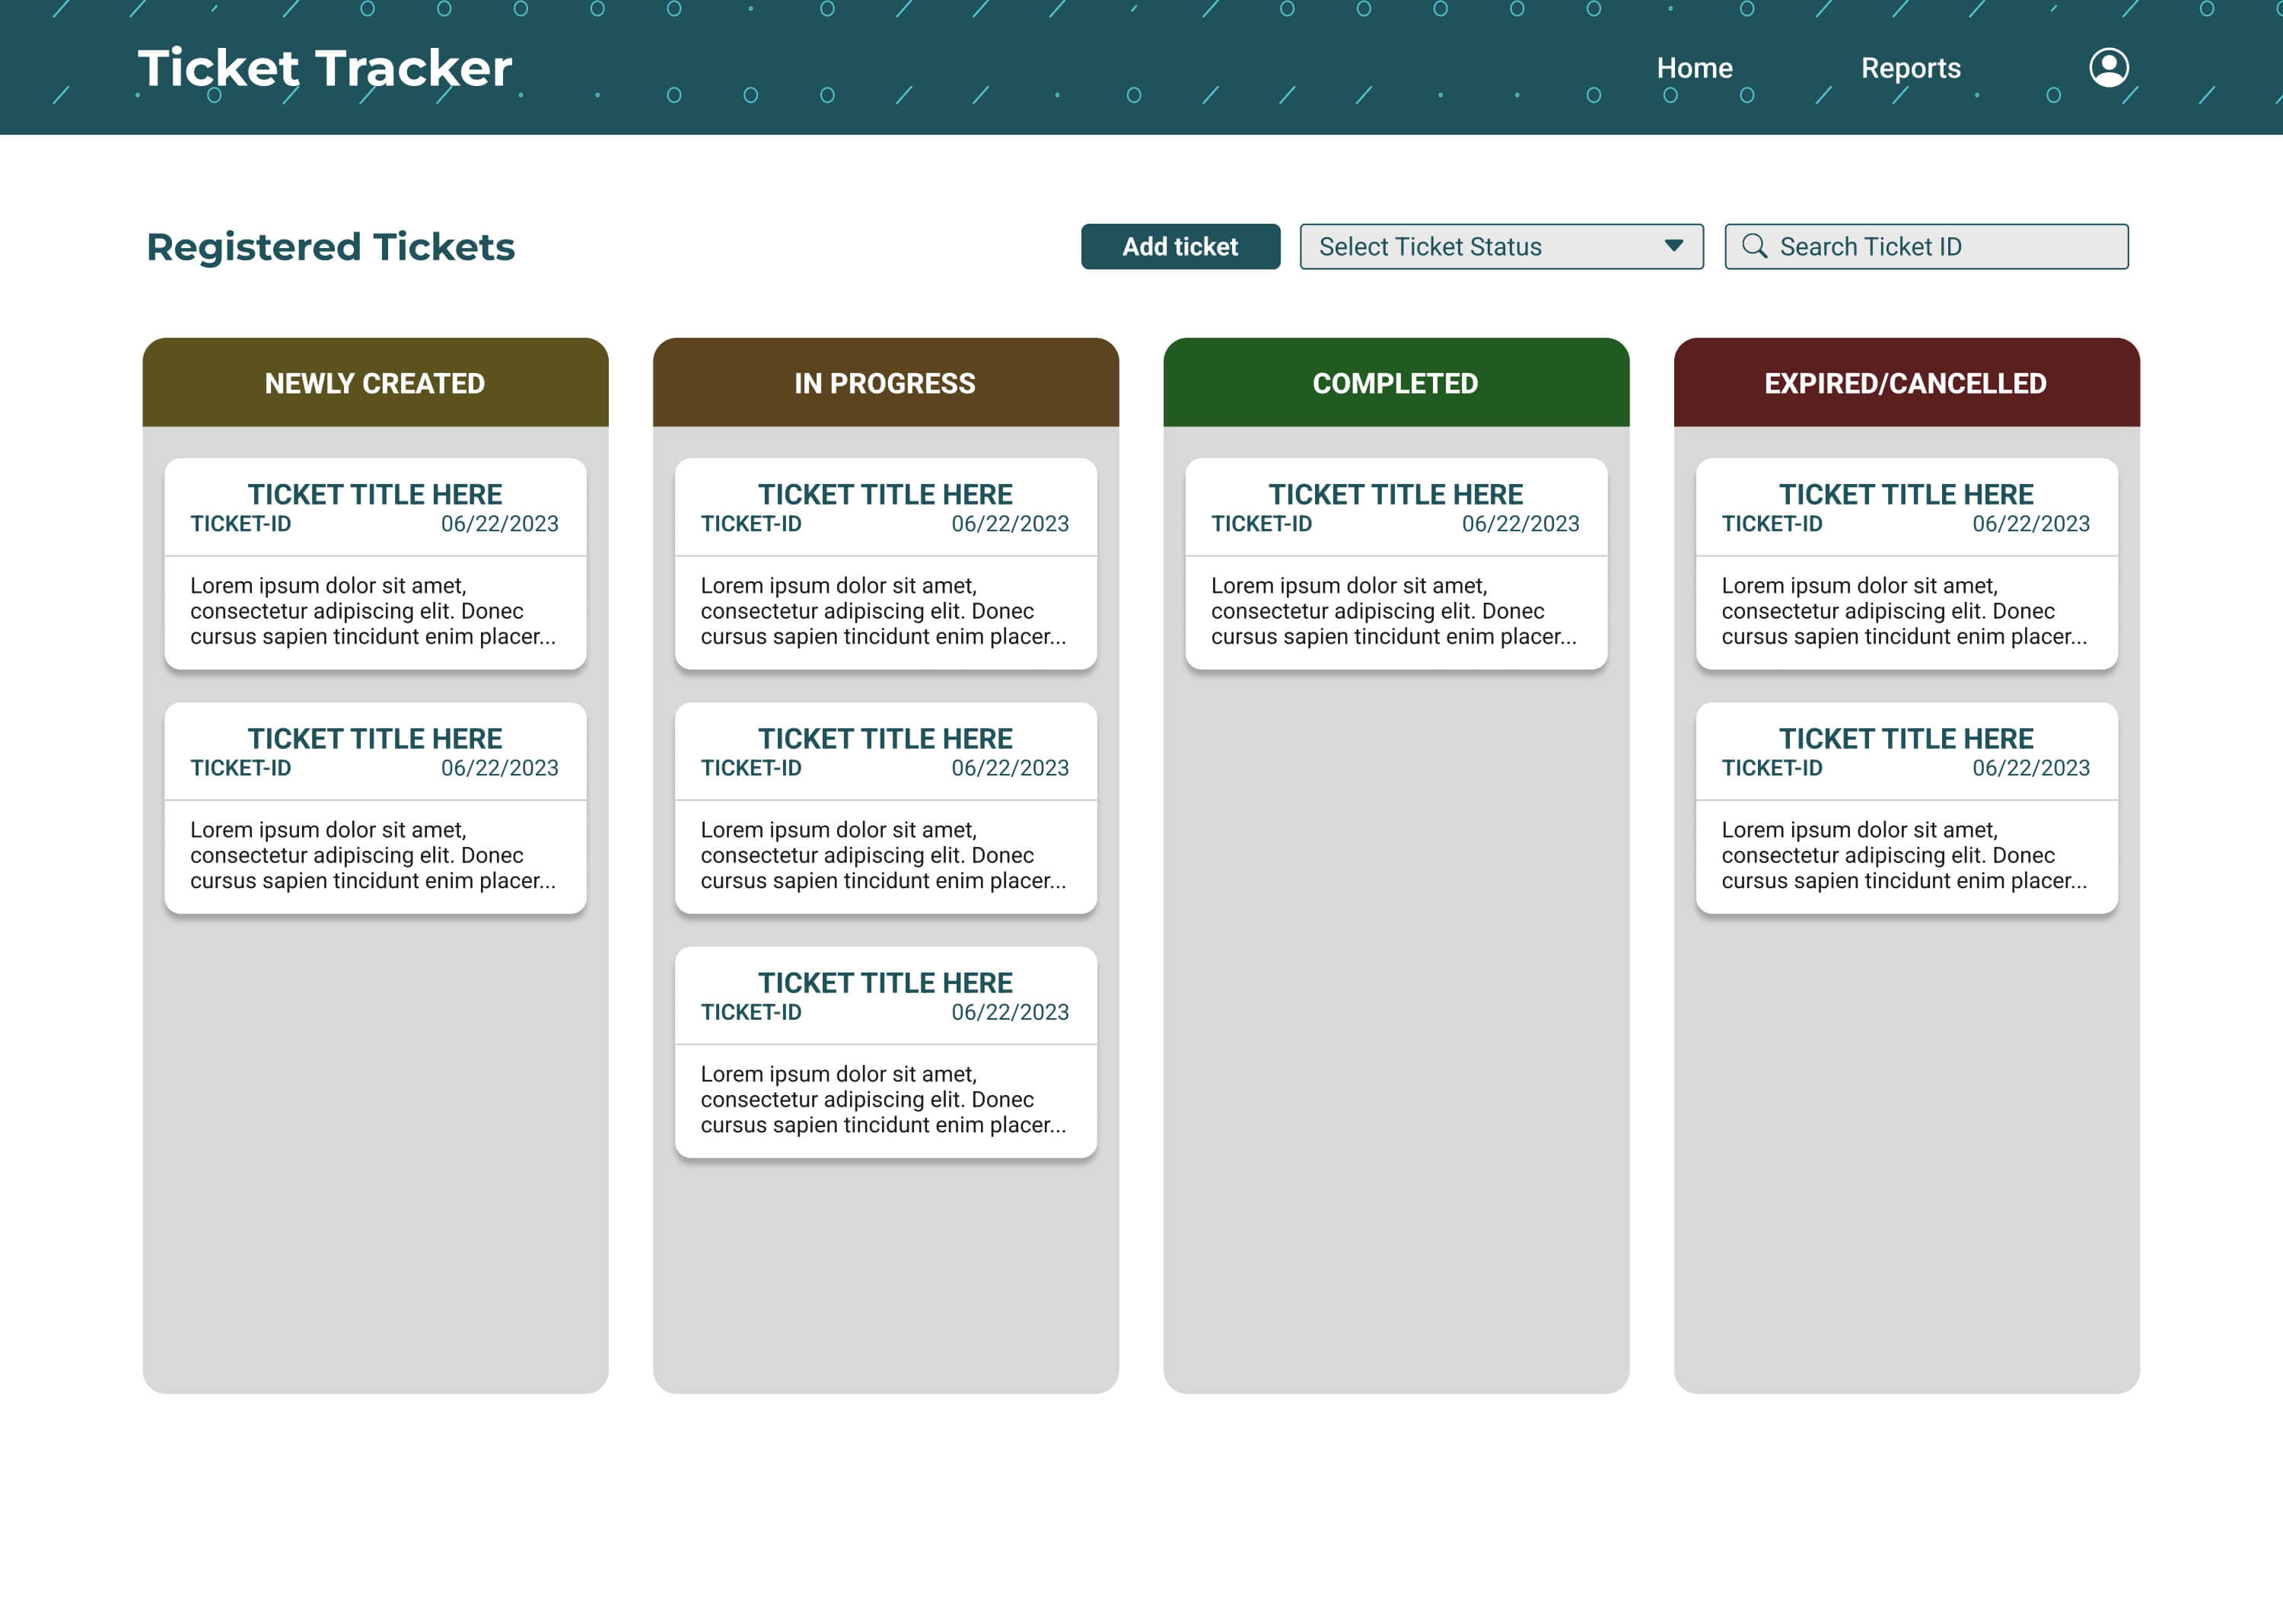 Ticket Tracker
Home
Reports
Registered Tickets
Add ticket
Select Ticket Status
Search Ticket ID
NEWLY CREATED
TICKET TITLE HERE
TICKET-ID 06/22/2023
Lorem ipsum dolor sit amet,
consectetur adipiscing elit. Donec
cursus sapien tincidunt enim placer...
TICKET TITLE HERE
TICKET-ID 06/22/2023
Lorem ipsum dolor sit amet,
consectetur adipiscing elit. Donec
cursus sapien tincidunt enim placer...
IN PROGRESS
TICKET TITLE HERE
TICKET-ID 06/22/2023
Lorem ipsum dolor sit amet,
consectetur adipiscing elit. Donec
cursus sapien tincidunt enim placer...
TICKET TITLE HERE
TICKET-ID 06/22/2023
Lorem ipsum dolor sit amet,
consectetur adipiscing elit. Donec
cursus sapien tincidunt enim placer...
TICKET TITLE HERE
TICKET-ID 06/22/2023
Lorem ipsum dolor sit amet,
consectetur adipiscing elit. Donec
cursus sapien tincidunt enim placer...
COMPLETED
TICKET TITLE HERE
TICKET-ID 06/22/2023
Lorem ipsum dolor sit amet,
consectetur adipiscing elit. Donec
cursus sapien tincidunt enim placer...
EXPIRED/CANCELLED
TICKET TITLE HERE
TICKET-ID 06/22/2023
Lorem ipsum dolor sit amet,
consectetur adipiscing elit. Donec
cursus sapien tincidunt enim placer...
TICKET TITLE HERE
TICKET-ID 06/22/2023
Lorem ipsum dolor sit amet,
consectetur adipiscing elit. Donec
cursus sapien tincidunt enim placer...